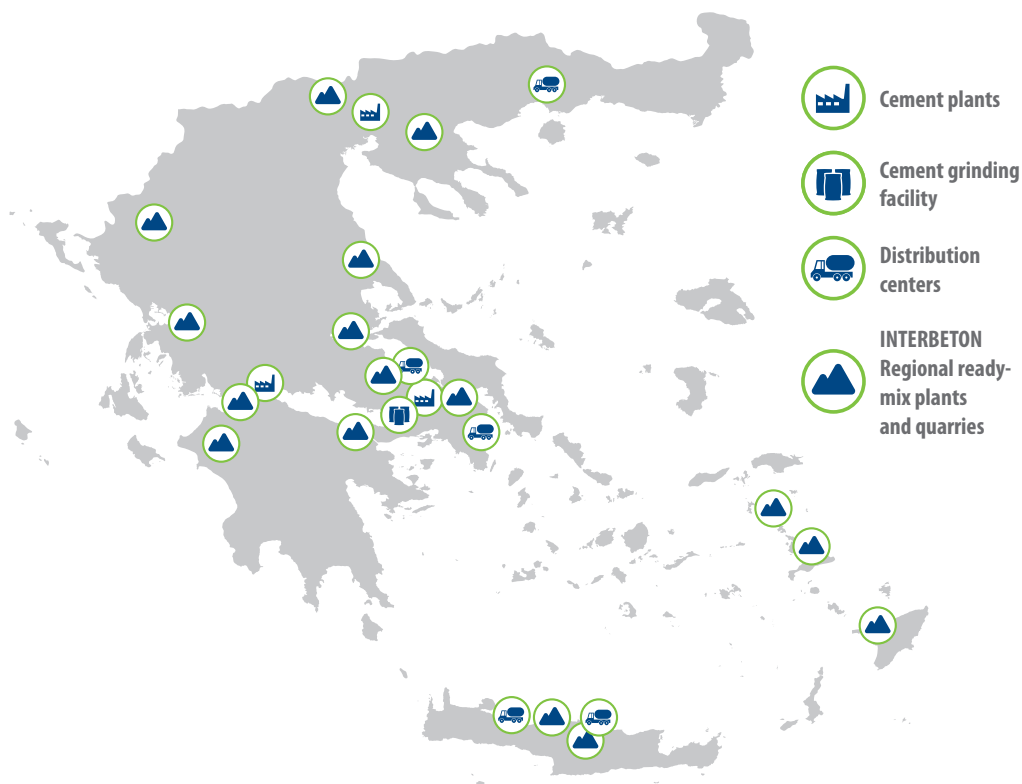 Cement plants
Cement grinding
facility
Distribution
centers
INTERBETON
Regional ready-
mix plants
and quarries